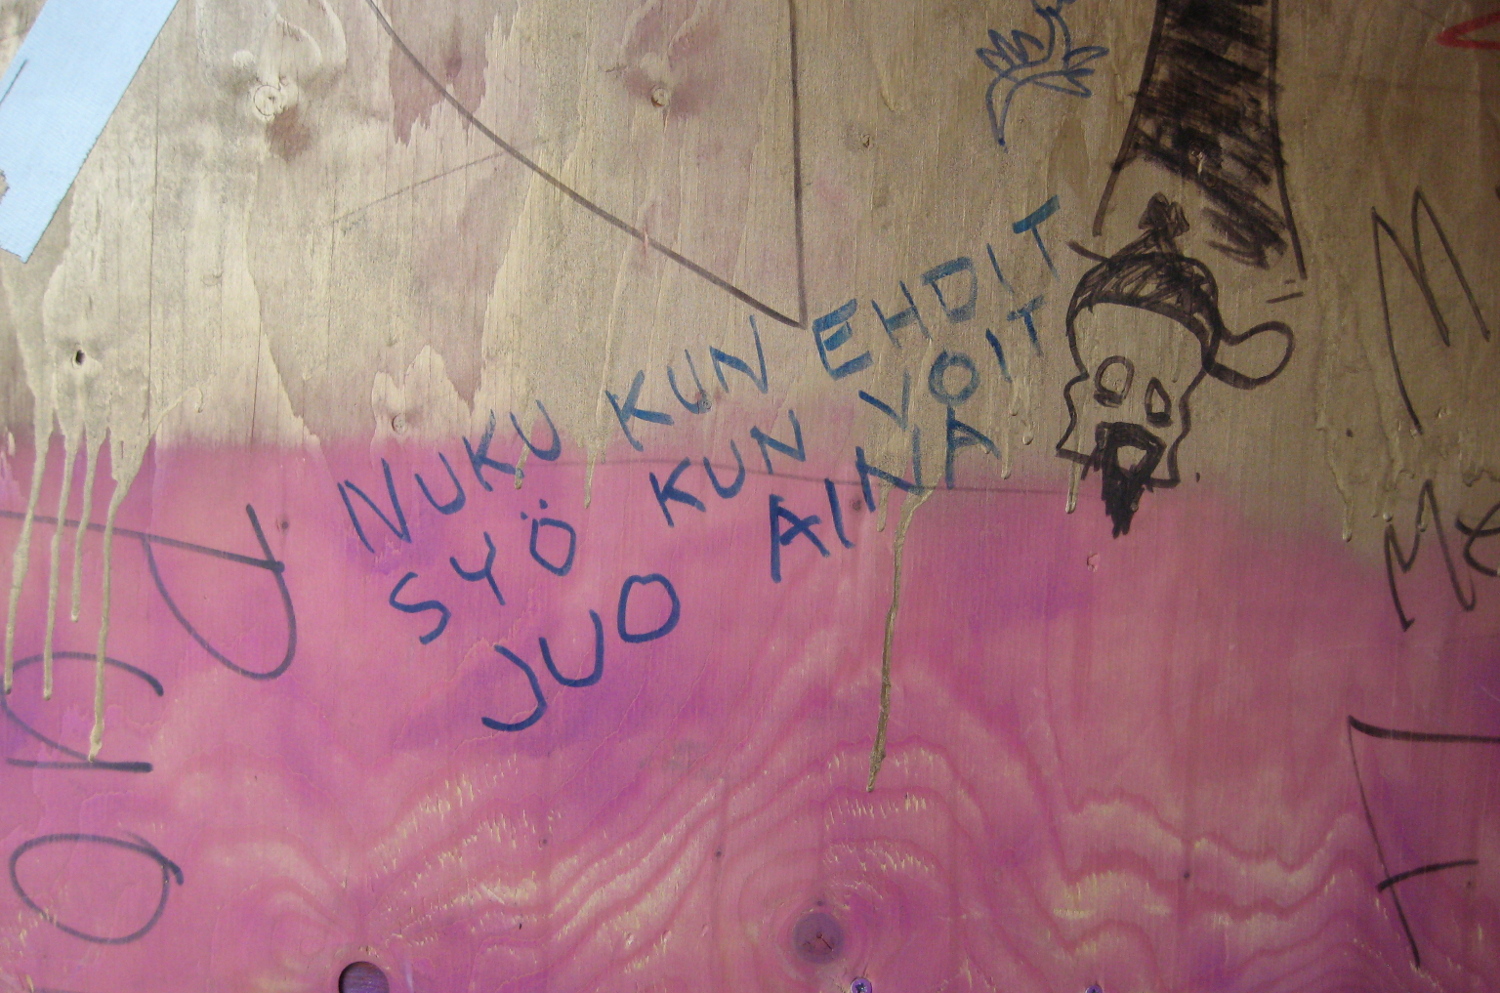 NUKU KUN EHDIT
SYÖ KUN VOIT
JUO AINA